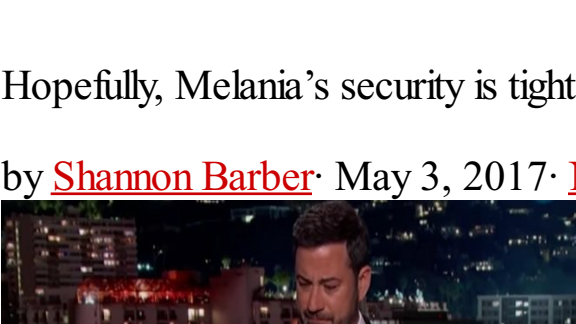 Hopefully, Melania’s security is tight
by Shannon Barber· May 3, 2017·